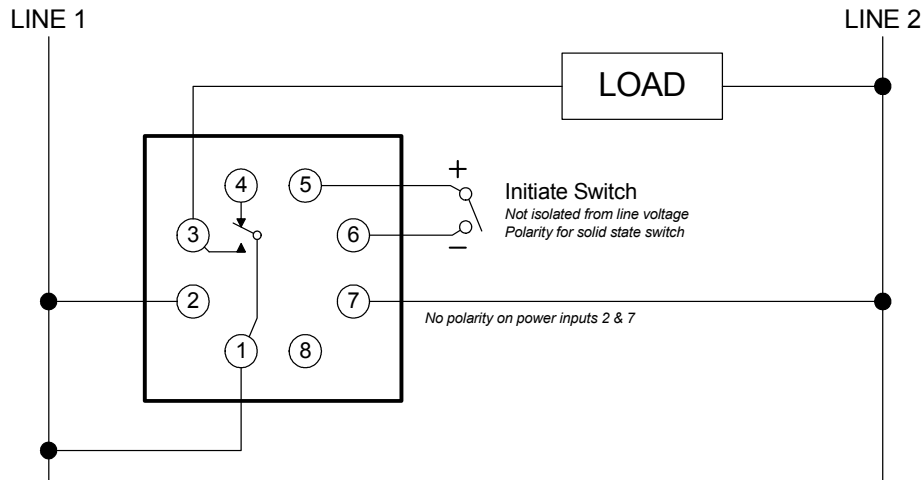 LINE 1
LINE 2
LOAD
4
5
+
Initiate Switch
Not isolated from line voltage
Polarity for solid state switch
3
6
−
2
7
No polarity on power inputs 2 & 7
1
8